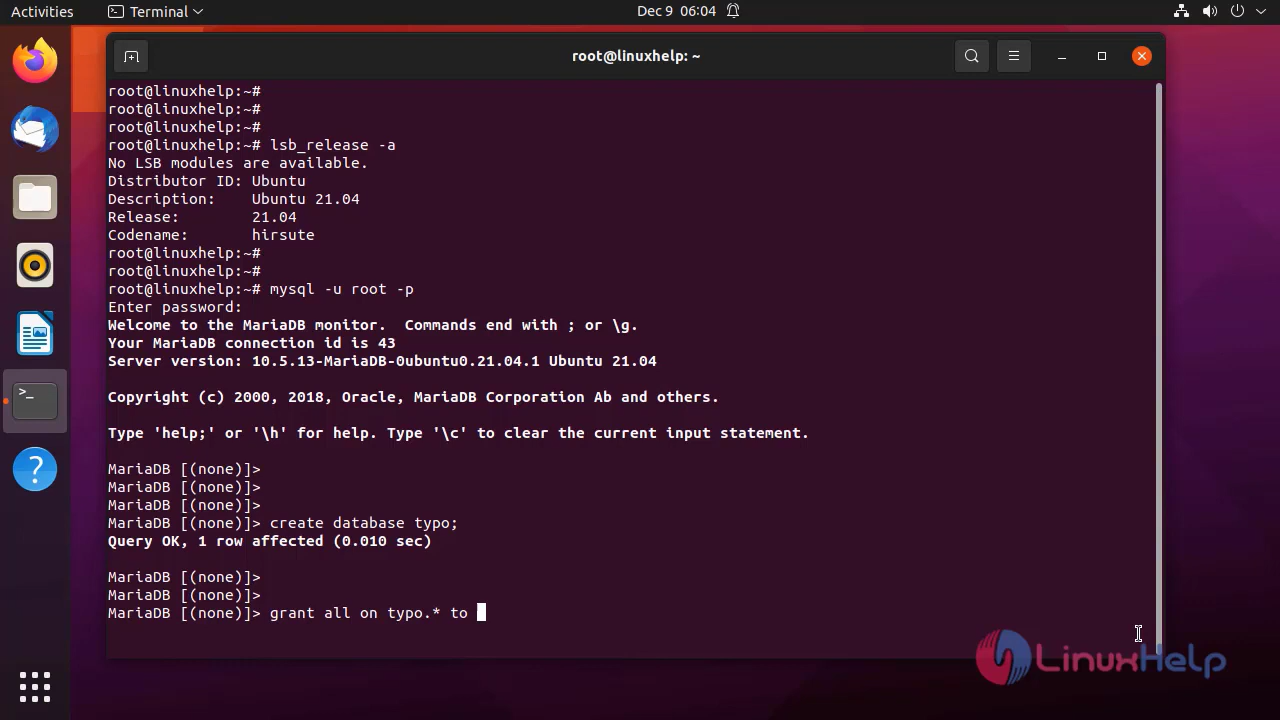 Activities Terminal Dec 9 06:04
root@linuxhelp: ~
root@linuxhelp:~#
root@linuxhelp:~#
root@linuxhelp:~#
root@linuxhelp:~# lsb_release -a
No LSB modules are available.
Distributor ID: Ubuntu
Description:    Ubuntu 21.04
Release:        21.04
Codename:       hirsute
root@linuxhelp:~#
root@linuxhelp:~#
root@linuxhelp:~# mysql -u root -p
Enter password:
Welcome to the MariaDB monitor.  Commands end with ; or \g.
Your MariaDB connection id is 43
Server version: 10.5.13-MariaDB-0ubuntu0.21.04.1 Ubuntu 21.04
Copyright (c) 2000, 2018, Oracle, MariaDB Corporation Ab and others.
Type 'help;' or '\h' for help. Type '\c' to clear the current input statement.
MariaDB [(none)]>
MariaDB [(none)]>
MariaDB [(none)]>
MariaDB [(none)]> create database typo;
Query OK, 1 row affected (0.010 sec)
MariaDB [(none)]>
MariaDB [(none)]>
MariaDB [(none)]> grant all on typo.* to
LinuxHelp